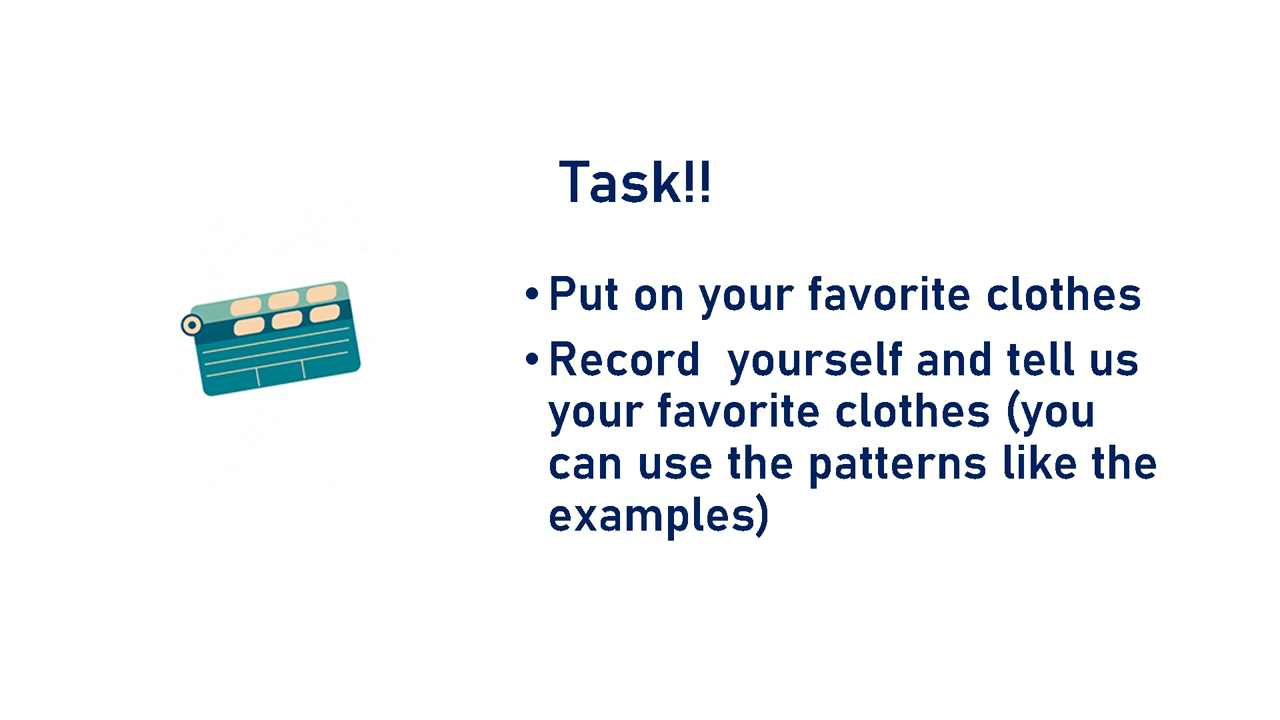 Task!!
• Put on your favorite clothes
• Record  yourself and tell us
your favorite clothes (you
can use the patterns like the
examples)